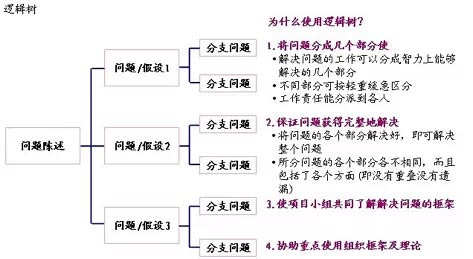 逻辑树
为什么使用逻辑树？
问题陈述
问题/假设1
问题/假设2
问题/假设3
分支问题
分支问题
分支问题
分支问题
分支问题
分支问题
1.将问题分成几个部分使
•解决问题的工作可以分成智力上能够
解决的几个部分
•不同部分可按轻重缓急区分
•工作责任能分派到各人
2.保证问题获得完整地解决
•将问题的各个部分解决好，即可解决
整个问题
•所分问题的各个部分各不相同，而且
包括了各个方面(即没有重叠没有遗
漏)
3.使项目小组共同了解解决问题的框架
4.协助重点使用组织框架及理论